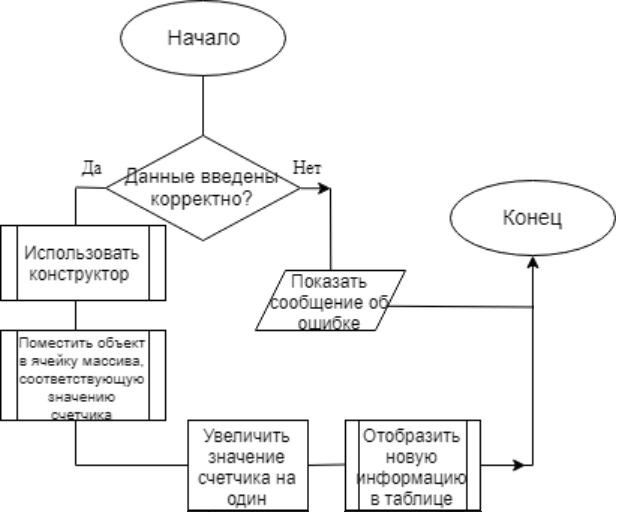 Начало
Да
Нет
Данные введены
корректно?
Конец
Использовать
конструктор
Показать
сообщение об
ошибке
Поместить объект
в ячейку массива,
соответствующую
значению
счетчика
Увеличить
значение
счетчика на
один
Отобразить
новую
информацию
в таблице